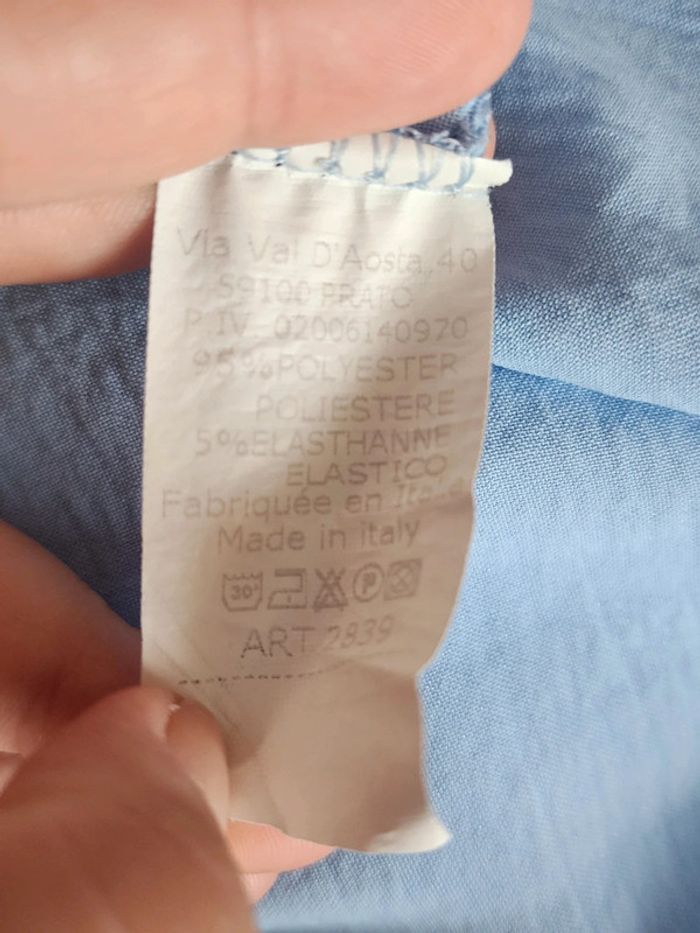 Via Val D'Aosta,40
59100 PRATO
P.IV 02006140970
95%POLYESTER
POLIESTERE
5%ELASTHANNE
ELASTICO
Fabriquée en Italie
Made in italy
30°
P
ART 2839